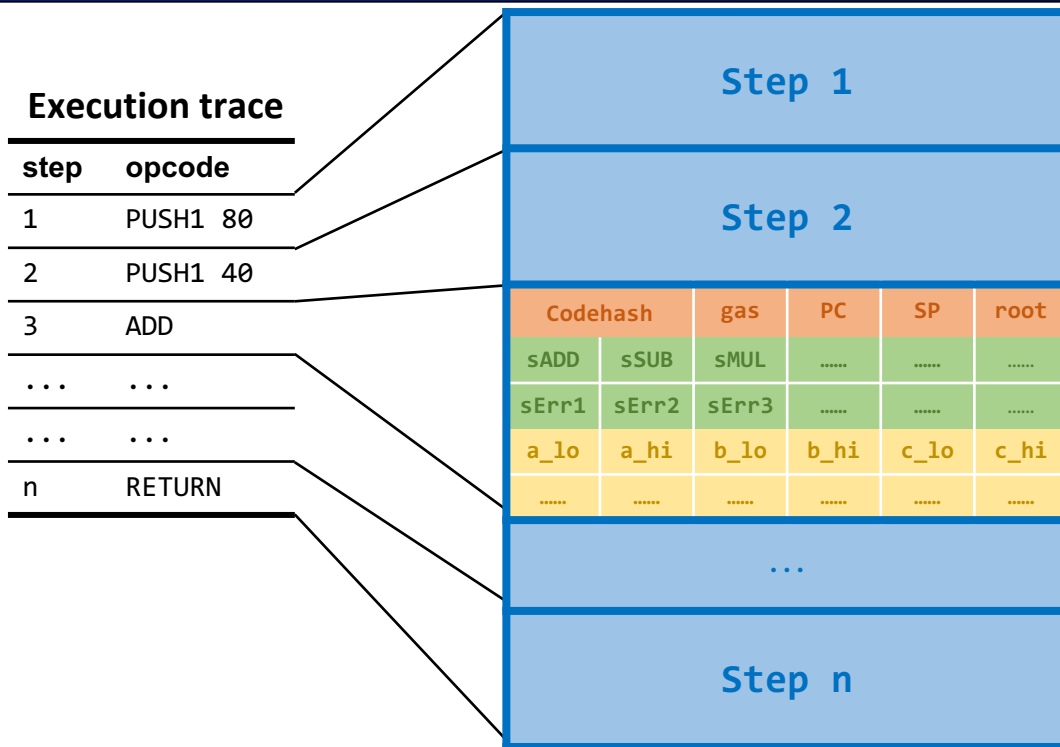 Execution trace
step opcode
1 PUSH1 80
2 PUSH1 40
3 ADD
... ...
... ...
n RETURN
Step 1
Step 2
Codehash gas PC SP root
sADD sSUB sMUL …… …… ……
sErr1 sErr2 sErr3 …… …… ……
a_lo a_hi b_lo b_hi c_lo c_hi
…… …… …… …… …… ……
...
Step n